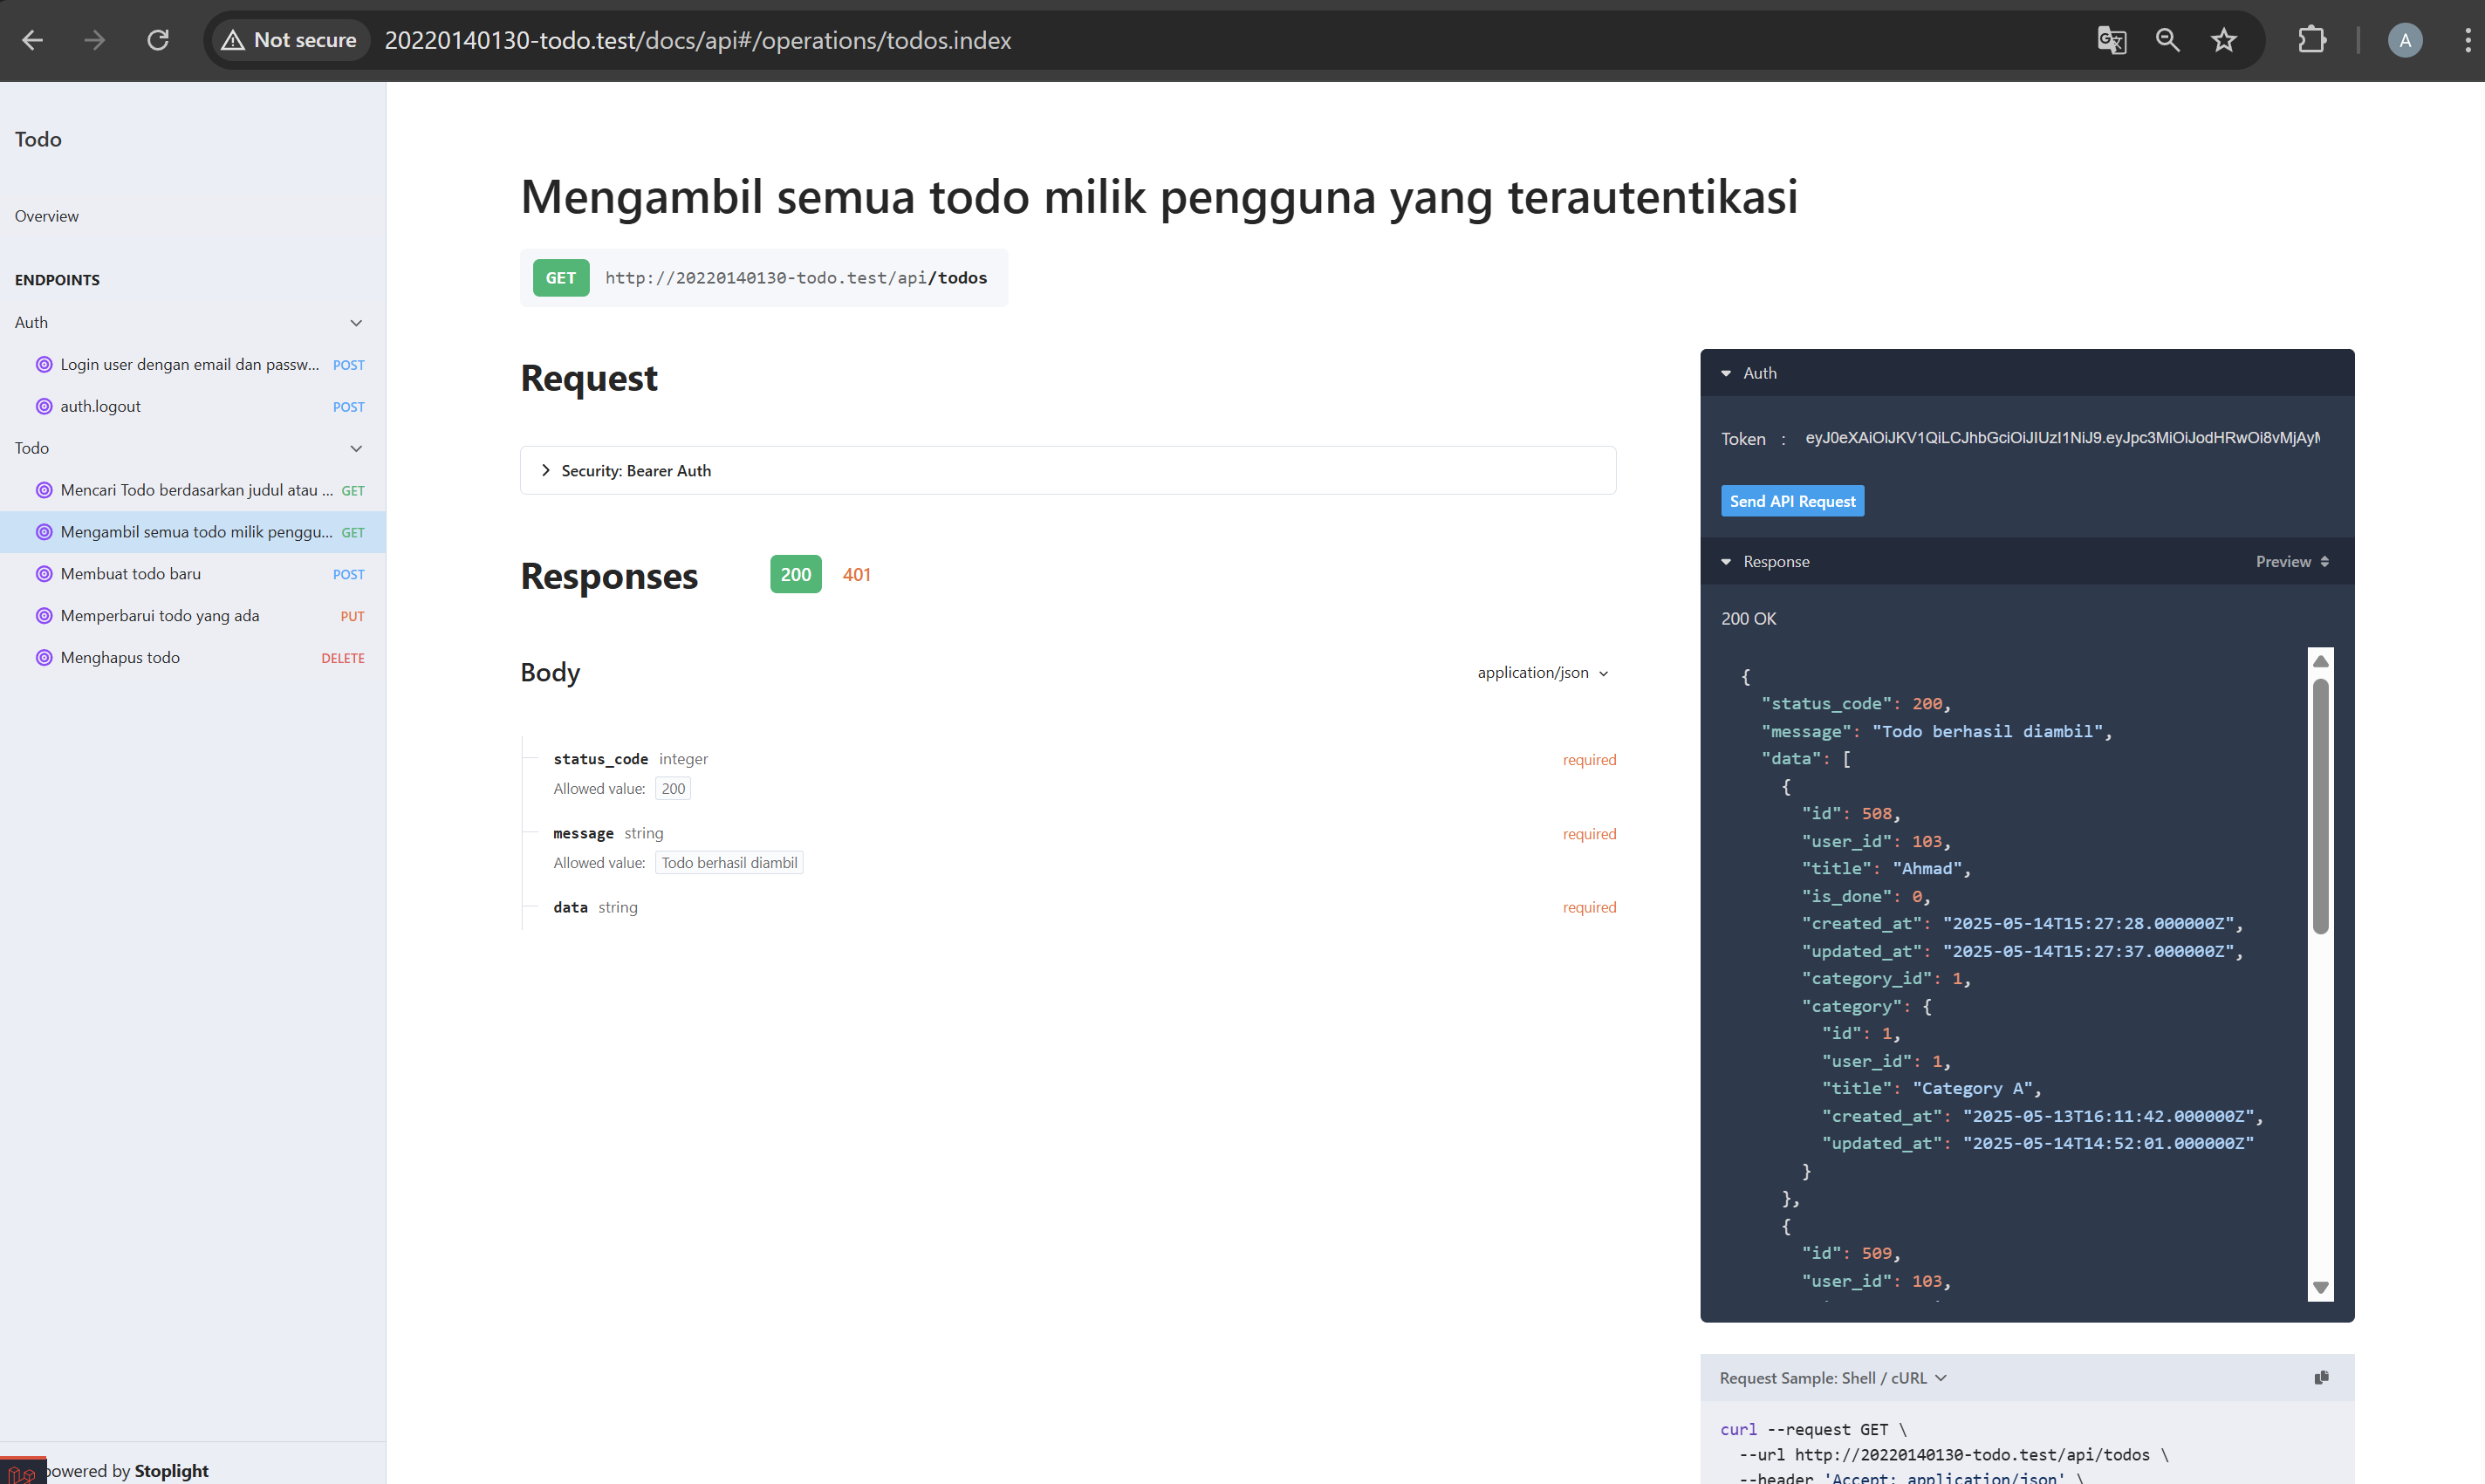 Not secure
20220140130-todo.test/docs/api#/operations/todos.index
A
Todo
Overview
ENDPOINTS
Auth
Login user dengan email dan passw... POST
auth.logout POST
Todo
Mencari Todo berdasarkan judul atau ... GET
Mengambil semua todo milik penggu... GET
Membuat todo baru POST
Memperbarui todo yang ada PUT
Menghapus todo DELETE
powered by Stoplight
Mengambil semua todo milik pengguna yang terautentikasi
GET http://20220140130-todo.test/api/todos
Request
Security: Bearer Auth
Responses 200 401
Body application/json
status_code integer required
Allowed value: 200
message string required
Allowed value: Todo berhasil diambil
data string required
Auth
Token : eyJ0eXAiOiJKV1QiLCJhbGciOiJIUzI1NiJ9.eyJpc3MiOiJodHRwOi8vMjAyM
Send API Request
Response Preview
200 OK
{
"status_code": 200,
"message": "Todo berhasil diambil",
"data": [
{
"id": 508,
"user_id": 103,
"title": "Ahmad",
"is_done": 0,
"created_at": "2025-05-14T15:27:28.000000Z",
"updated_at": "2025-05-14T15:27:37.000000Z",
"category_id": 1,
"category": {
"id": 1,
"user_id": 1,
"title": "Category A",
"created_at": "2025-05-13T16:11:42.000000Z",
"updated_at": "2025-05-14T14:52:01.000000Z"
}
},
{
"id": 509,
"user_id": 103,
Request Sample: Shell / cURL
curl --request GET \
--url http://20220140130-todo.test/api/todos \
--header 'Accept: application/json' \